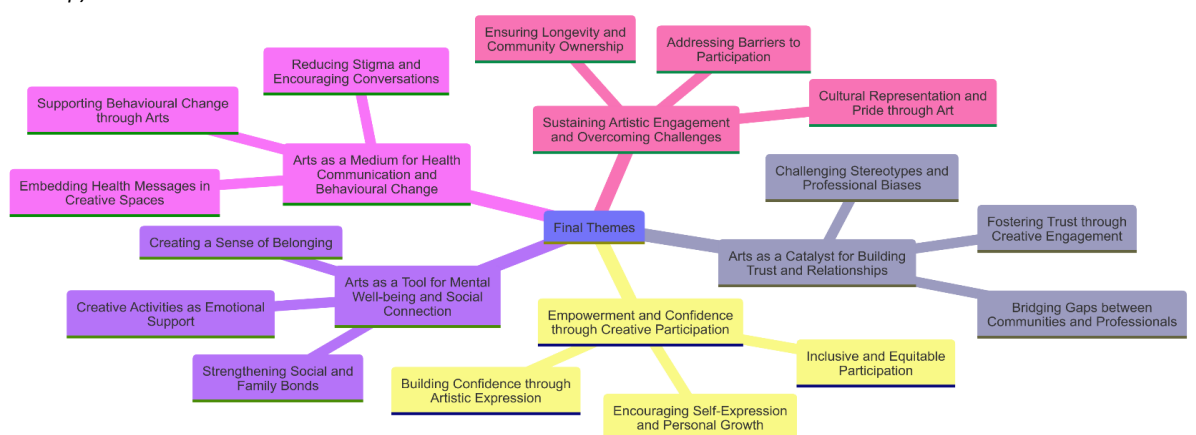 Ensuring Longevity and
Community Ownership
Addressing Barriers to
Participation
Reducing Stigma and
Encouraging Conversations
Supporting Behavioural Change
through Arts
Cultural Representation and
Pride through Art
Sustaining Artistic Engagement
and Overcoming Challenges
Arts as a Medium for Health
Communication and
Behavioural Change
Embedding Health Messages in
Creative Spaces
Challenging Stereotypes and
Professional Biases
Final Themes
Fostering Trust through
Creative Engagement
Creating a Sense of Belonging
Arts as a Catalyst for Building
Trust and Relationships
Arts as a Tool for Mental
Well-being and Social
Connection
Creative Activities as Emotional
Support
Empowerment and Confidence
through Creative Participation
Bridging Gaps between
Communities and Professionals
Strengthening Social and
Family Bonds
Inclusive and Equitable
Participation
Building Confidence through
Artistic Expression
Encouraging Self-Expression
and Personal Growth